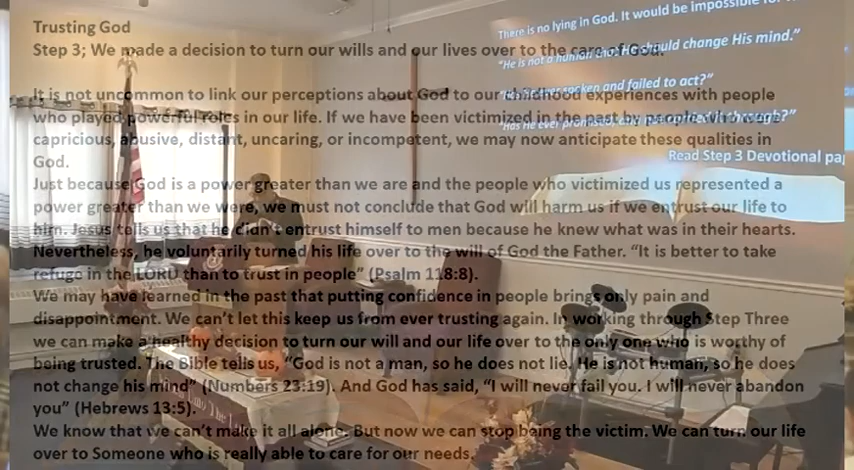 Trusting God
Step 3; We made a decision to turn our wills and our lives over to the care of God.
It is not uncommon to link our perceptions about God to our childhood experiences with people
who played powerful roles in our life. If we have been victimized in the past by people who are
capricious, abusive, distant, uncaring, or incompetent, we may now anticipate these qualities in
God.
Just because God is a power greater than we are and the people who victimized us represented a
power greater than we were, we must not conclude that God will harm us if we entrust our life to
him. Jesus tells us that he didn't entrust himself to men because he knew what was in their hearts.
Nevertheless, he voluntarily turned his life over to the will of God the Father. “It is better to take
refuge in the LORD than to trust in people” (Psalm 118:8).
We may have learned in the past that putting confidence in people brings only pain and
disappointment. We can't let this keep us from ever trusting again. In working through Step Three
we can make a healthy decision to turn our will and our life over to the only one who is worthy of
being trusted. The Bible tells us, “God is not a man, so he does not lie. He is not human, so he does
not change his mind” (Numbers 23:19). And God has said, “I will never fail you. I will never abandon
you” (Hebrews 13:5).
We know that we can't make it all alone. But now we can stop being the victim. We can turn our life
over to Someone who is really able to care for our needs.
There is no lying in God. It would be impossible for
“He is not a human that He should change His mind.”
spoken and failed to act?”
“Has He ever promised, and not carried it through?”
Read Step 3 Devotional pa